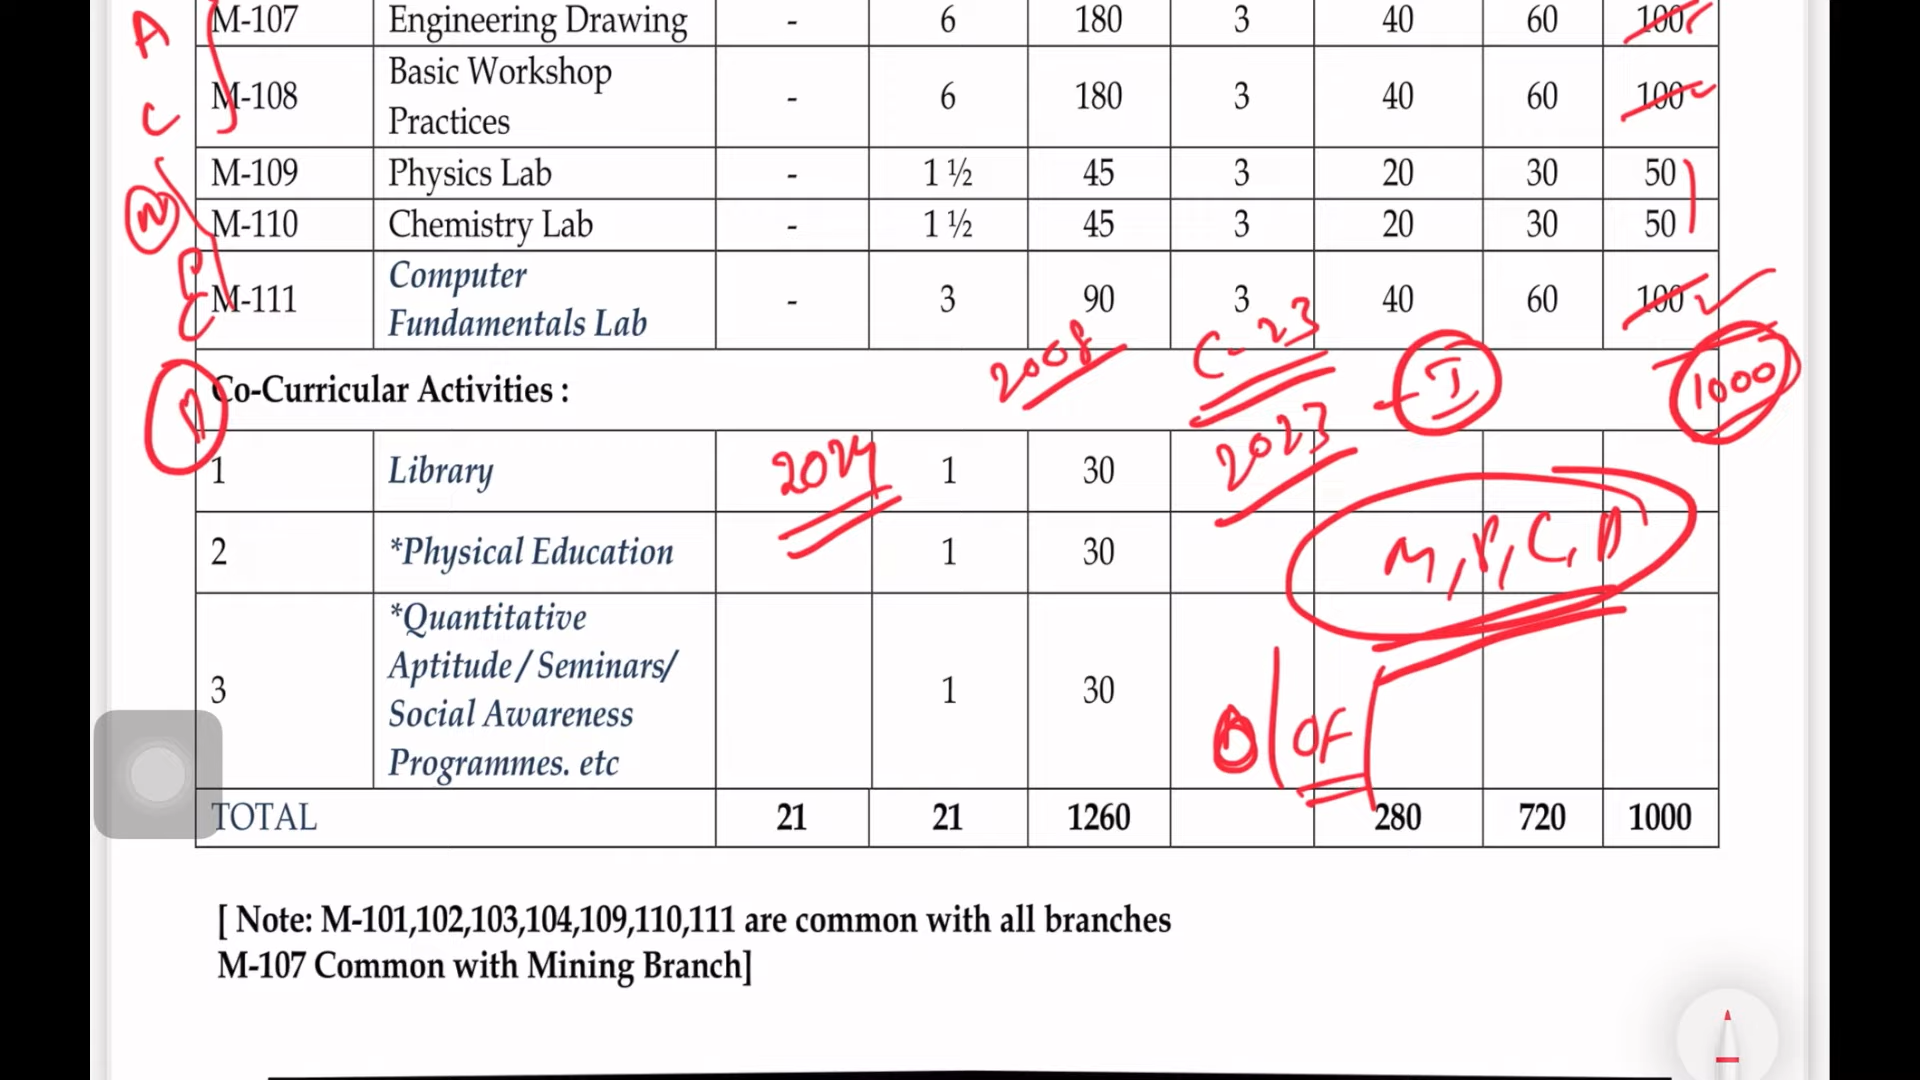 M-107 Engineering Drawing - 6 180 3 40 60 100
M-108 Basic Workshop Practices - 6 180 3 40 60 100
M-109 Physics Lab - 1 ½ 45 3 20 30 50
M-110 Chemistry Lab - 1 ½ 45 3 20 30 50
M-111 Computer Fundamentals Lab - 3 90 3 40 60 100
A
C
M
P
C
D
2008
C-23
I
1000
Co-Curricular Activities :
2023
2024
1 Library 1 30
2 *Physical Education 1 30
M, P, C, D
3 *Quantitative Aptitude / Seminars/ Social Awareness Programmes. etc 1 30
OF
TOTAL 21 21 1260 280 720 1000
[ Note: M-101,102,103,104,109,110,111 are common with all branches
M-107 Common with Mining Branch]